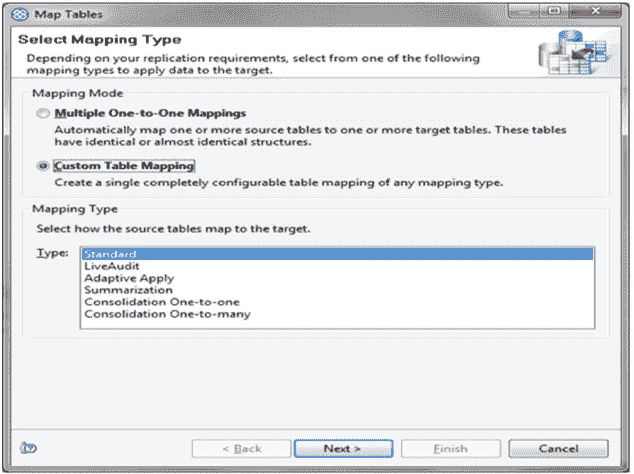 Map Tables
Select Mapping Type
Depending on your replication requirements, select from one of the following
mapping types to apply data to the target.
Mapping Mode
Multiple One-to-One Mappings
Automatically map one or more source tables to one or more target tables. These tables
have identical or almost identical structures.
Custom Table Mapping
Create a single completely configurable table mapping of any mapping type.
Mapping Type
Select how the source tables map to the target.
Type:
Standard
LiveAudit
Adaptive Apply
Summarization
Consolidation One-to-one
Consolidation One-to-many
< Back Next > Finish Cancel